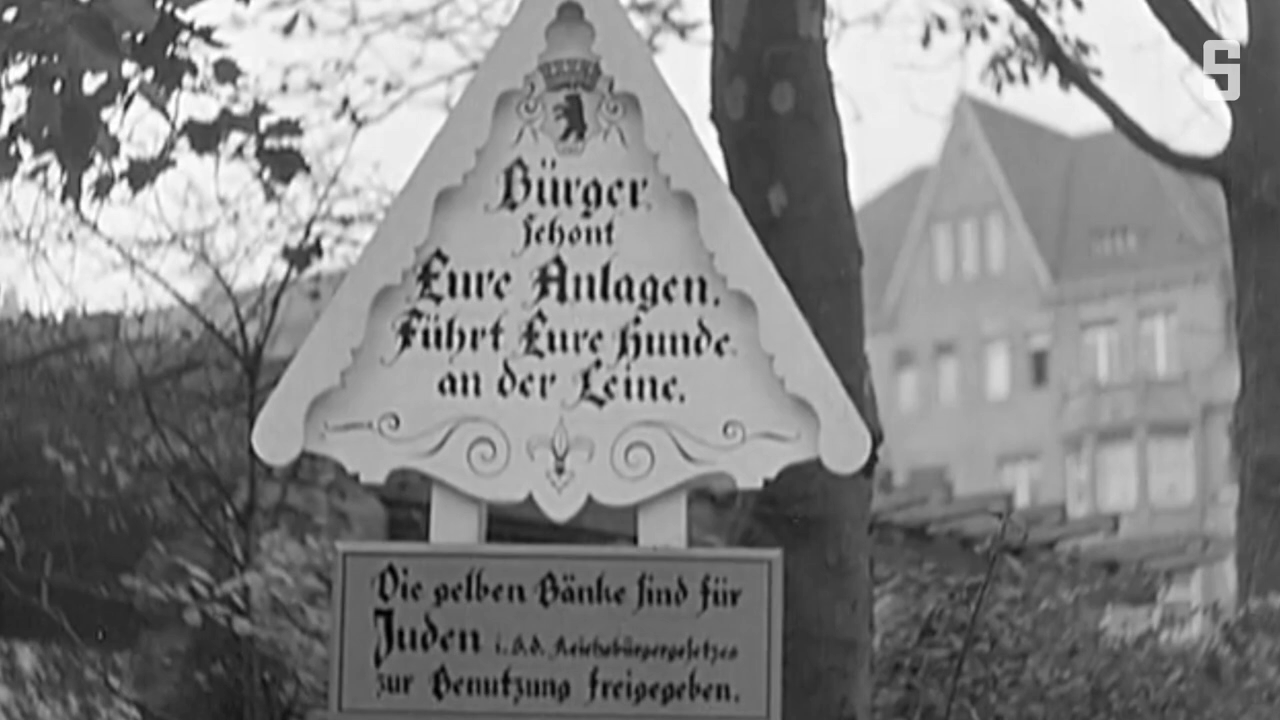 Bürger
schont
Eure Anlagen.
Führt Eure Hunde
an der Leine.
Die gelben Bänke sind für
Juden i. S. d. Reichsbürgergesetzes
zur Benutzung freigegeben.
S